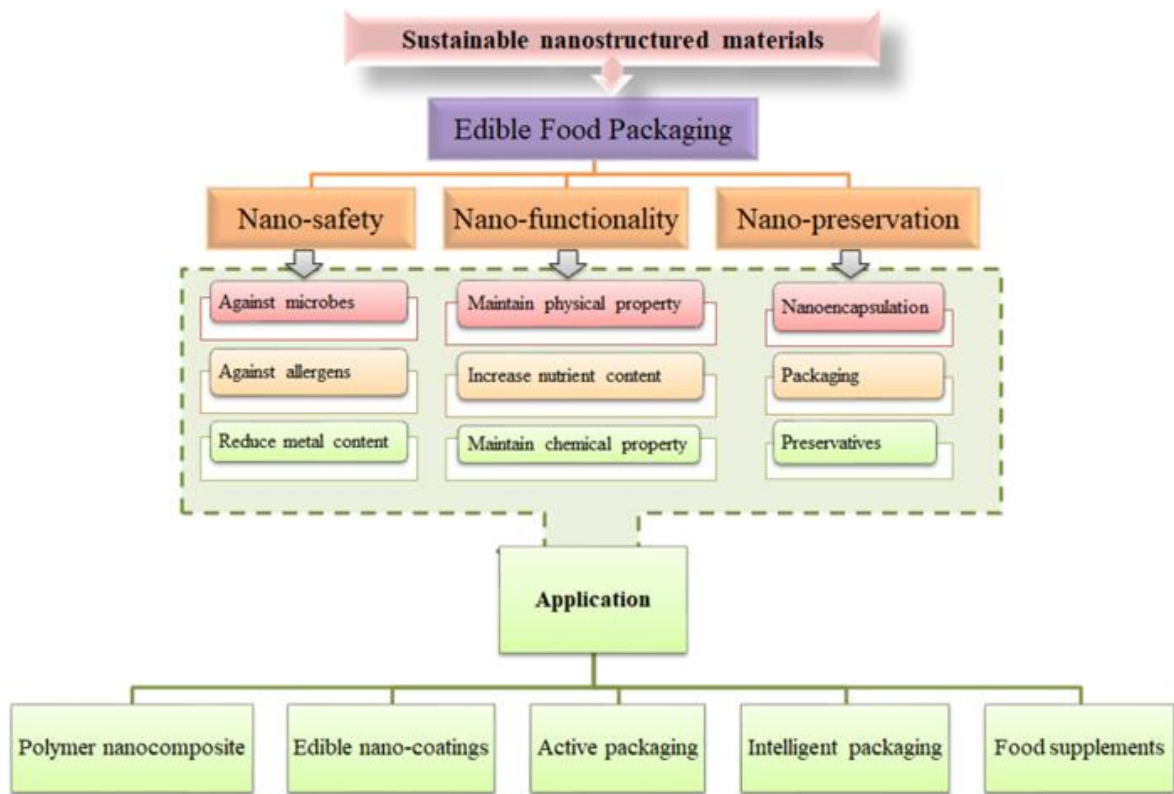 Sustainable nanostructured materials
Edible Food Packaging
Nano-safety
Nano-functionality
Nano-preservation
Against microbes
Maintain physical property
Nanoencapsulation
Against allergens
Increase nutrient content
Packaging
Reduce metal content
Maintain chemical property
Preservatives
Application
Polymer nanocomposite
Edible nano-coatings
Active packaging
Intelligent packaging
Food supplements